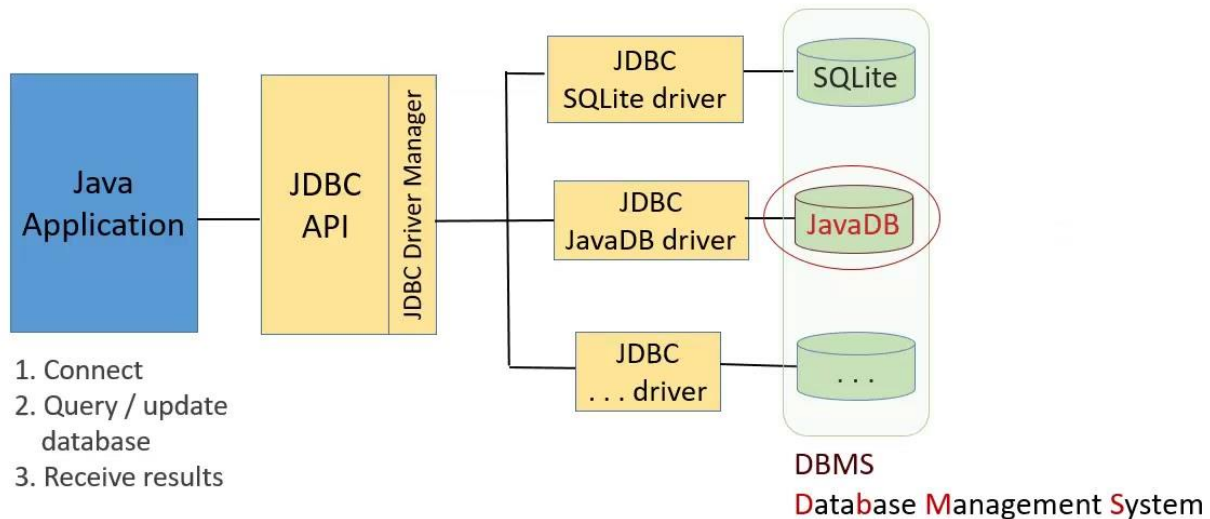 Java
Application
JDBC
API
JDBC Driver Manager
JDBC
SQLite driver
SQLite
JDBC
JavaDB driver
JavaDB
JDBC
. . . driver
. . .
1. Connect
2. Query / update
database
3. Receive results
DBMS
Database Management System